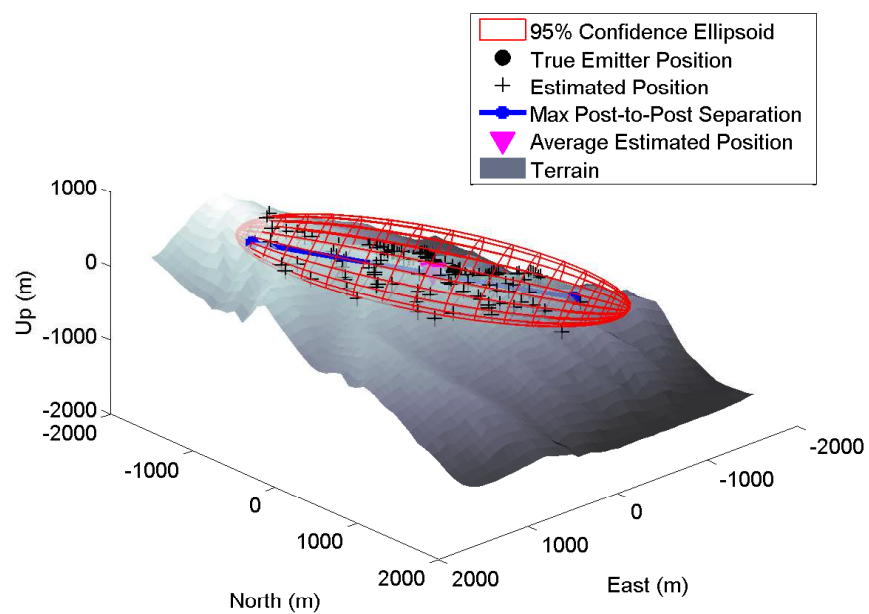 95% Confidence Ellipsoid
True Emitter Position
Estimated Position
Max Post-to-Post Separation
Average Estimated Position
Terrain
1000
0
-1000
-2000
Up (m)
-2000
-1000
0
1000
2000
North (m)
-2000
-1000
0
1000
2000
East (m)